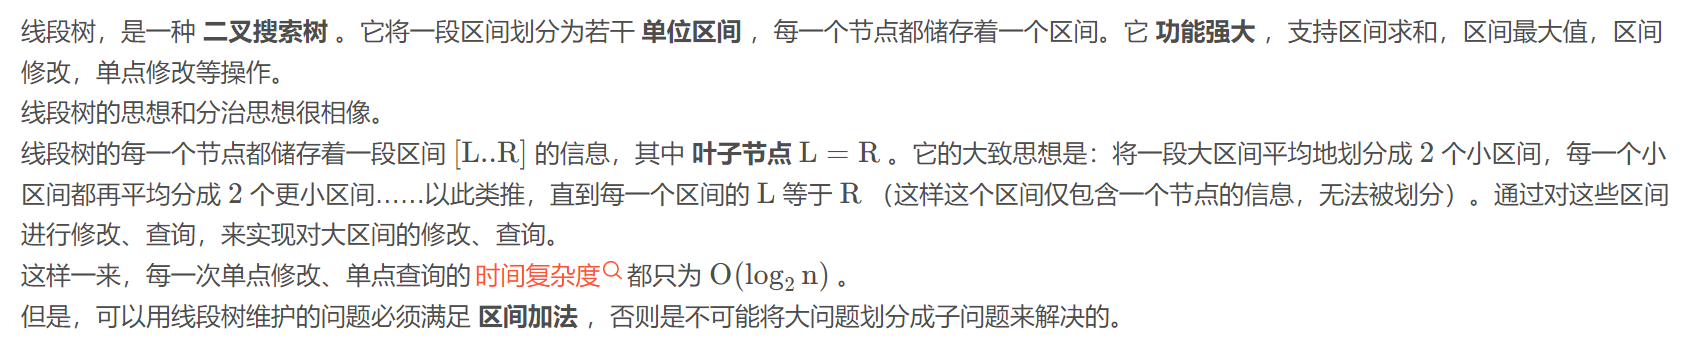 线段树，是一种 二叉搜索树 。它将一段区间划分为若干 单位区间 ，每一个节点都储存着一个区间。它 功能强大 ，支持区间求和，区间最大值，区间
修改，单点修改等操作。
线段树的思想和分治思想很相像。
线段树的每一个节点都储存着一段区间 [L..R] 的信息，其中 叶子节点 L = R 。它的大致思想是：将一段大区间平均地划分成 2 个小区间，每一个小
区间都再平均分成 2 个更小区间……以此类推，直到每一个区间的 L 等于 R （这样这个区间仅包含一个节点的信息，无法被划分）。通过对这些区间
进行修改、查询，来实现对大区间的修改、查询。
这样一来，每一次单点修改、单点查询的 时间复杂度 都只为 O(log₂ n) 。
但是，可以用线段树维护的问题必须满足 区间加法 ，否则是不可能将大问题划分成子问题来解决的。